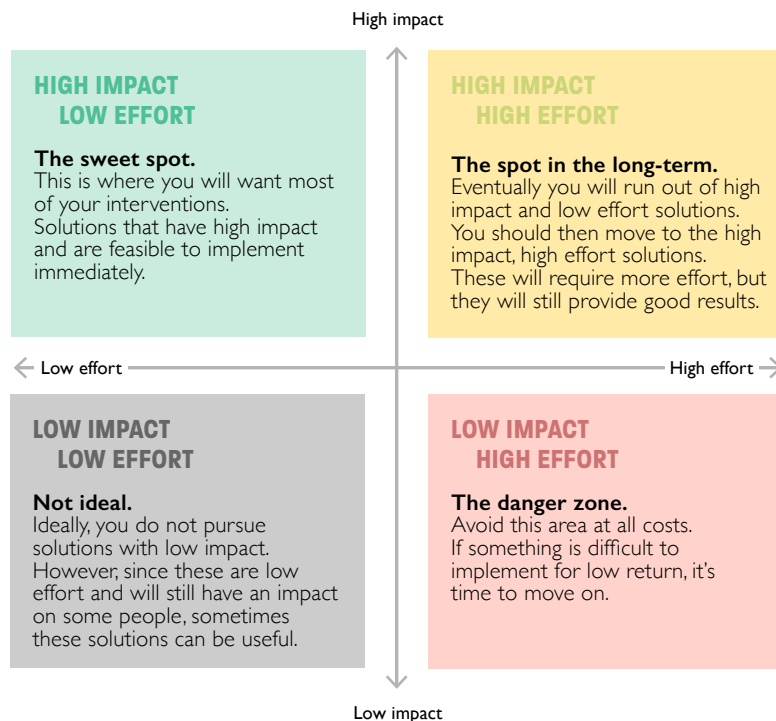 High impact
HIGH IMPACT
LOW EFFORT
The sweet spot.
This is where you will want most
of your interventions.
Solutions that have high impact
and are feasible to implement
immediately.
HIGH IMPACT
HIGH EFFORT
The spot in the long-term.
Eventually you will run out of high
impact and low effort solutions.
You should then move to the high
impact, high effort solutions.
These will require more effort, but
they will still provide good results.
Low effort
High effort
LOW IMPACT
LOW EFFORT
Not ideal.
Ideally, you do not pursue
solutions with low impact.
However, since these are low
effort and will still have an impact
on some people, sometimes
these solutions can be useful.
LOW IMPACT
HIGH EFFORT
The danger zone.
Avoid this area at all costs.
If something is difficult to
implement for low return, it's
time to move on.
Low impact